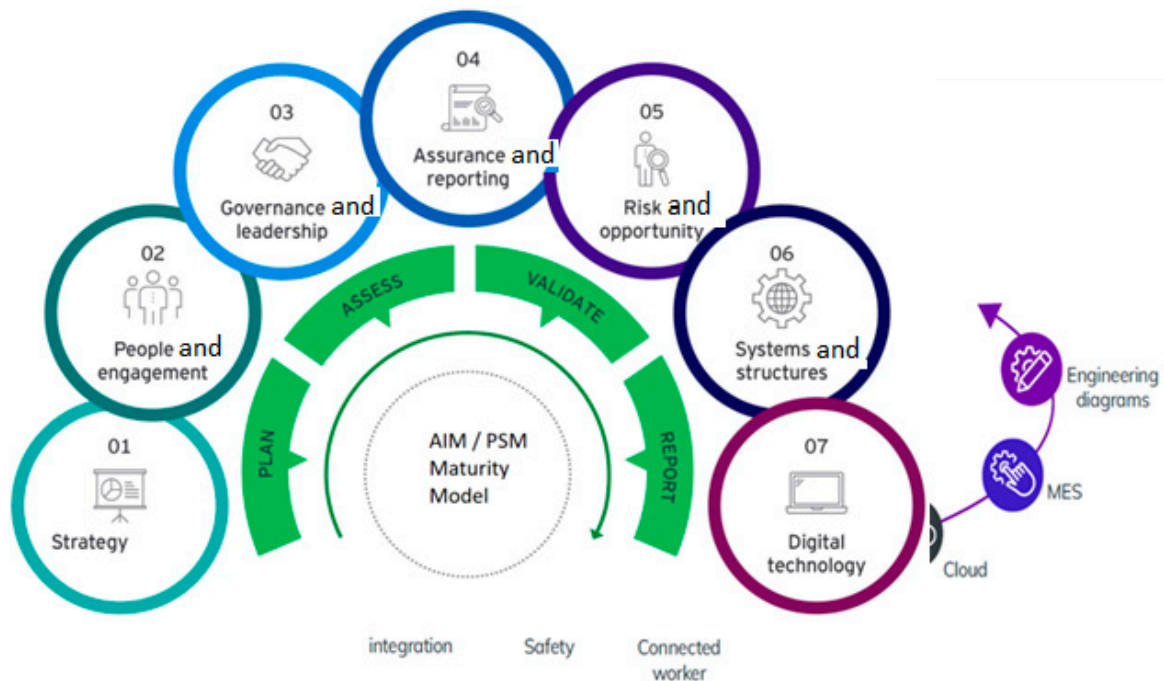 01
Strategy
02
People and
engagement
03
Governance and
leadership
04
Assurance and
reporting
05
Risk and
opportunity
06
Systems and
structures
07
Digital
technology
PLAN
ASSESS
VALIDATE
REPORT
AIM / PSM
Maturity
Model
Engineering
diagrams
MES
Cloud
integration
Safety
Connected
worker